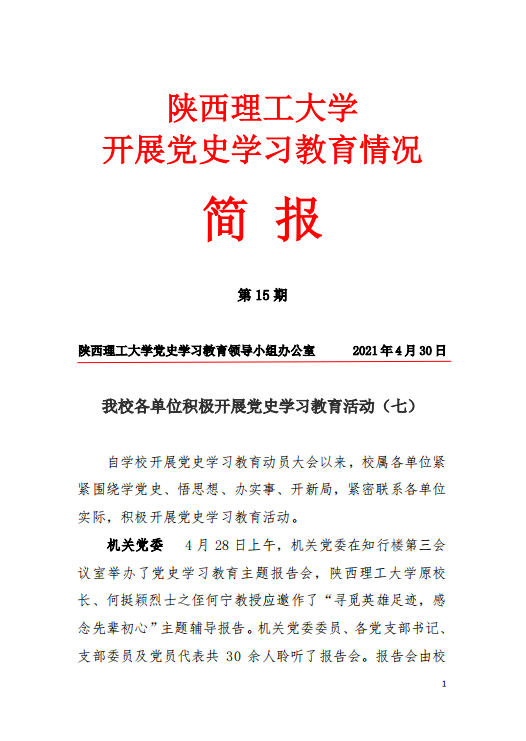 陕西理工大学
开展党史学习教育情况
简 报
第 15 期
陕西理工大学党史学习教育领导小组办公室 2021 年 4 月 30 日
我校各单位积极开展党史学习教育活动（七）
自学校开展党史学习教育动员大会以来，校属各单位紧
紧围绕学党史、悟思想、办实事、开新局，紧密联系各单位
实际，积极开展党史学习教育活动。
机关党委 4 月 28 日上午，机关党委在知行楼第三会
议室举办了党史学习教育主题报告会，陕西理工大学原校
长、何挺颖烈士之侄何宁教授应邀作了“寻觅英雄足迹，感
念先辈初心”主题辅导报告。机关党委委员、各党支部书记、
支部委员及党员代表共 30 余人聆听了报告会。报告会由校
1